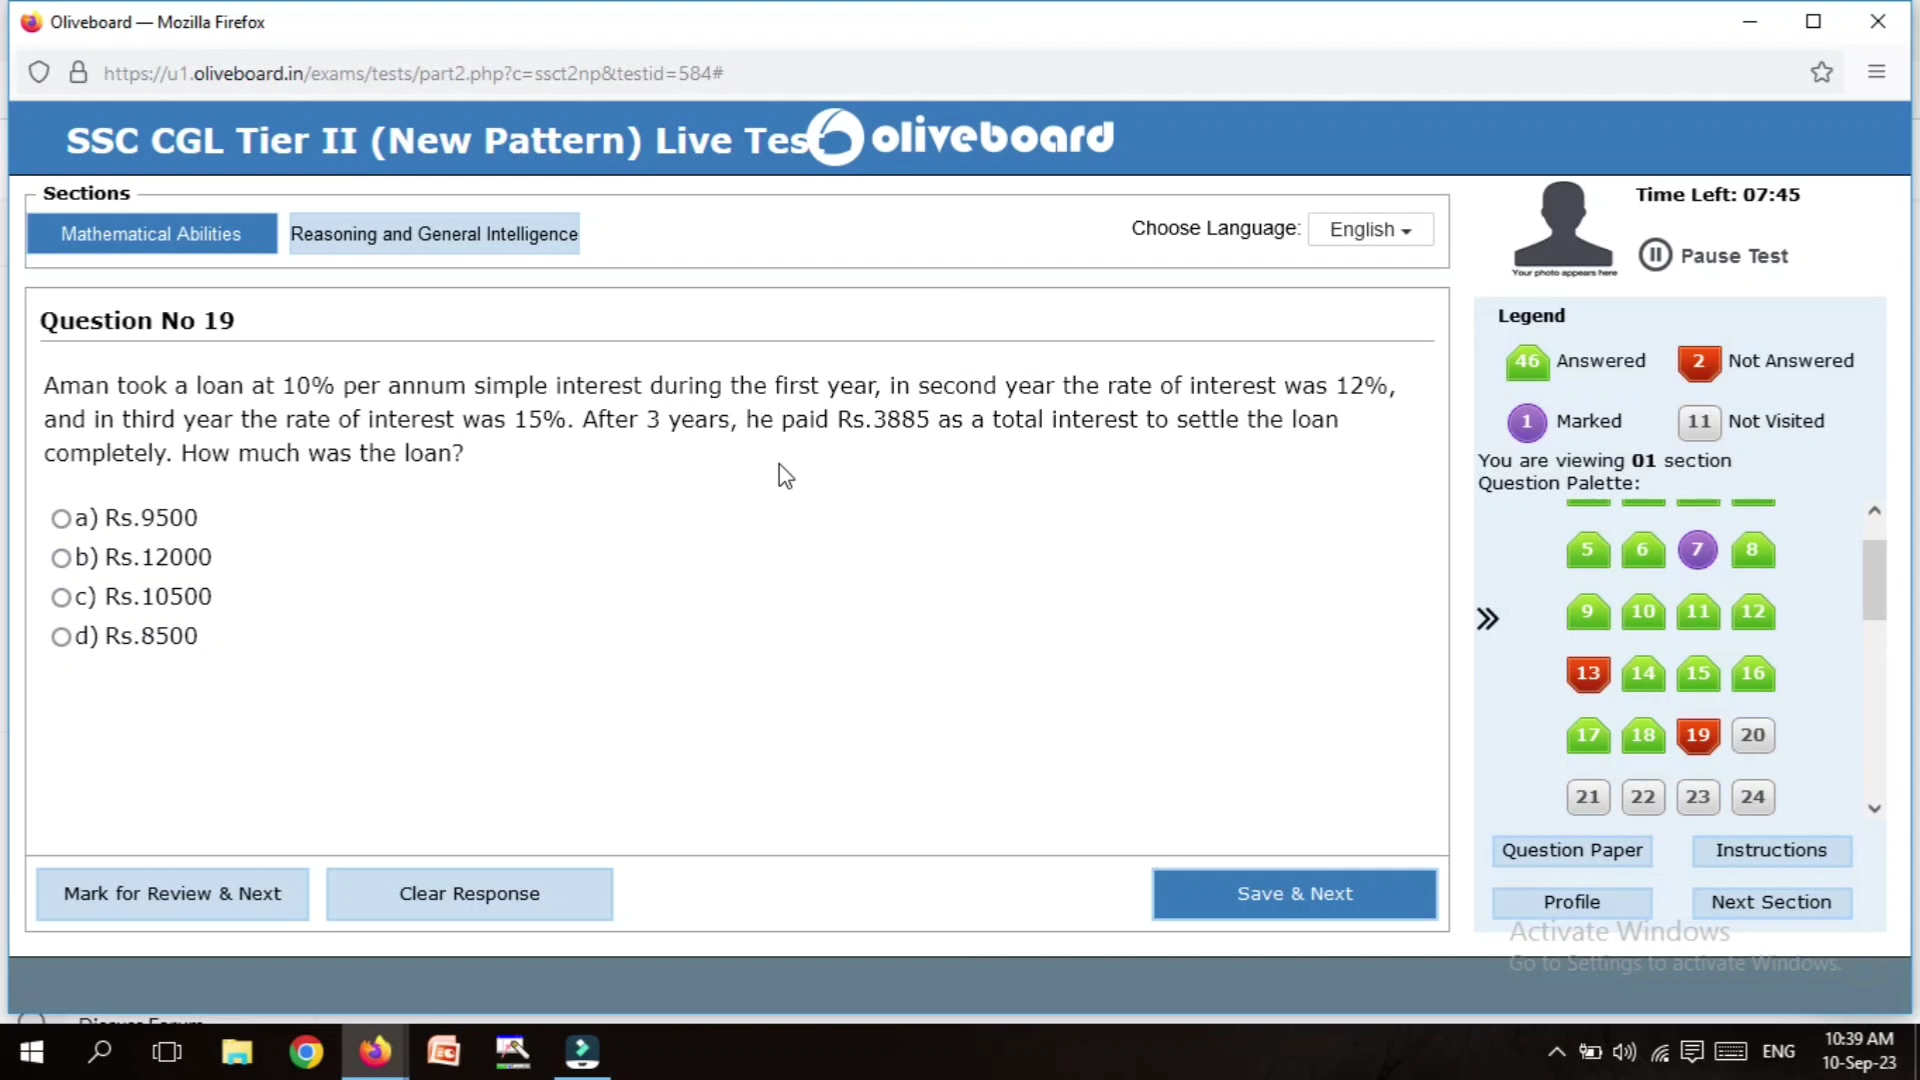 Oliveboard — Mozilla Firefox
https://u1.oliveboard.in/exams/tests/part2.php?c=ssct2np&testid=584#
SSC CGL Tier II (New Pattern) Live Tes
oliveboard
Sections
Mathematical Abilities
Reasoning and General Intelligence
Choose Language:
English
Your photo appears here
Time Left: 07:45
Pause Test
Question No 19
Aman took a loan at 10% per annum simple interest during the first year, in second year the rate of interest was 12%,
and in third year the rate of interest was 15%. After 3 years, he paid Rs.3885 as a total interest to settle the loan
completely. How much was the loan?
a) Rs.9500
b) Rs.12000
c) Rs.10500
d) Rs.8500
Mark for Review & Next
Clear Response
Save & Next
Legend
46 Answered
2 Not Answered
1 Marked
11 Not Visited
You are viewing 01 section
Question Palette:
5 6 7 8
9 10 11 12
13 14 15 16
17 18 19 20
21 22 23 24
Question Paper
Instructions
Profile
Next Section
Activate Windows
Go to Settings to activate Windows.
ENG
10:39 AM
10-Sep-23